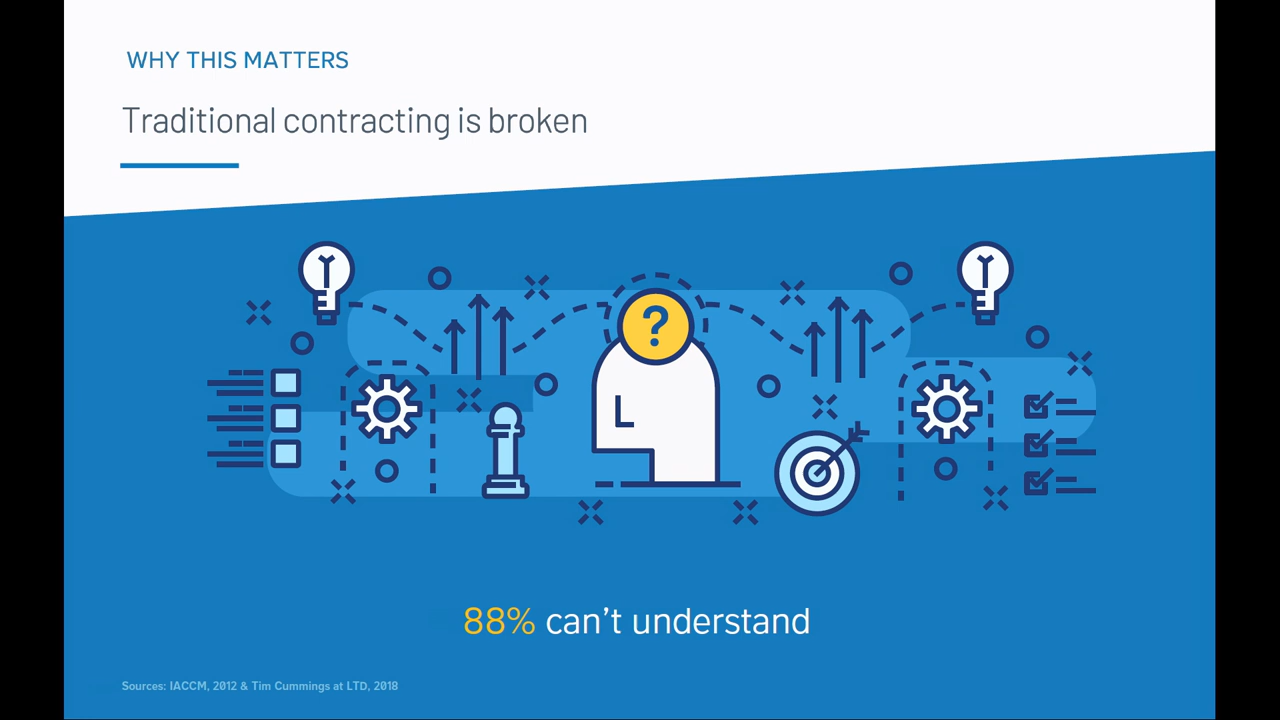 WHY THIS MATTERS
Traditional contracting is broken
?
88% can’t understand
Sources: IACCM, 2012 & Tim Cummings at LTD, 2018